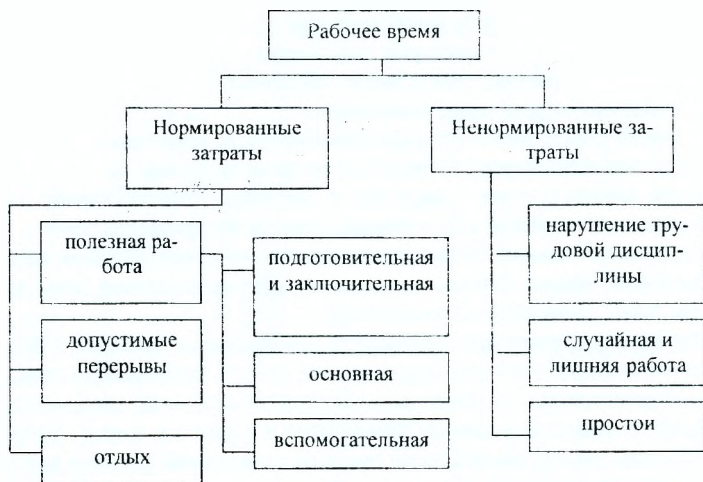 Рабочее время
Нормированные
затраты
Ненормированные за-
траты
полезная ра-
бота
допустимые
перерывы
отдых
подготовительная
и заключительная
основная
вспомогательная
нарушение тру-
довой дисцип-
лины
случайная и
лишняя работа
простои